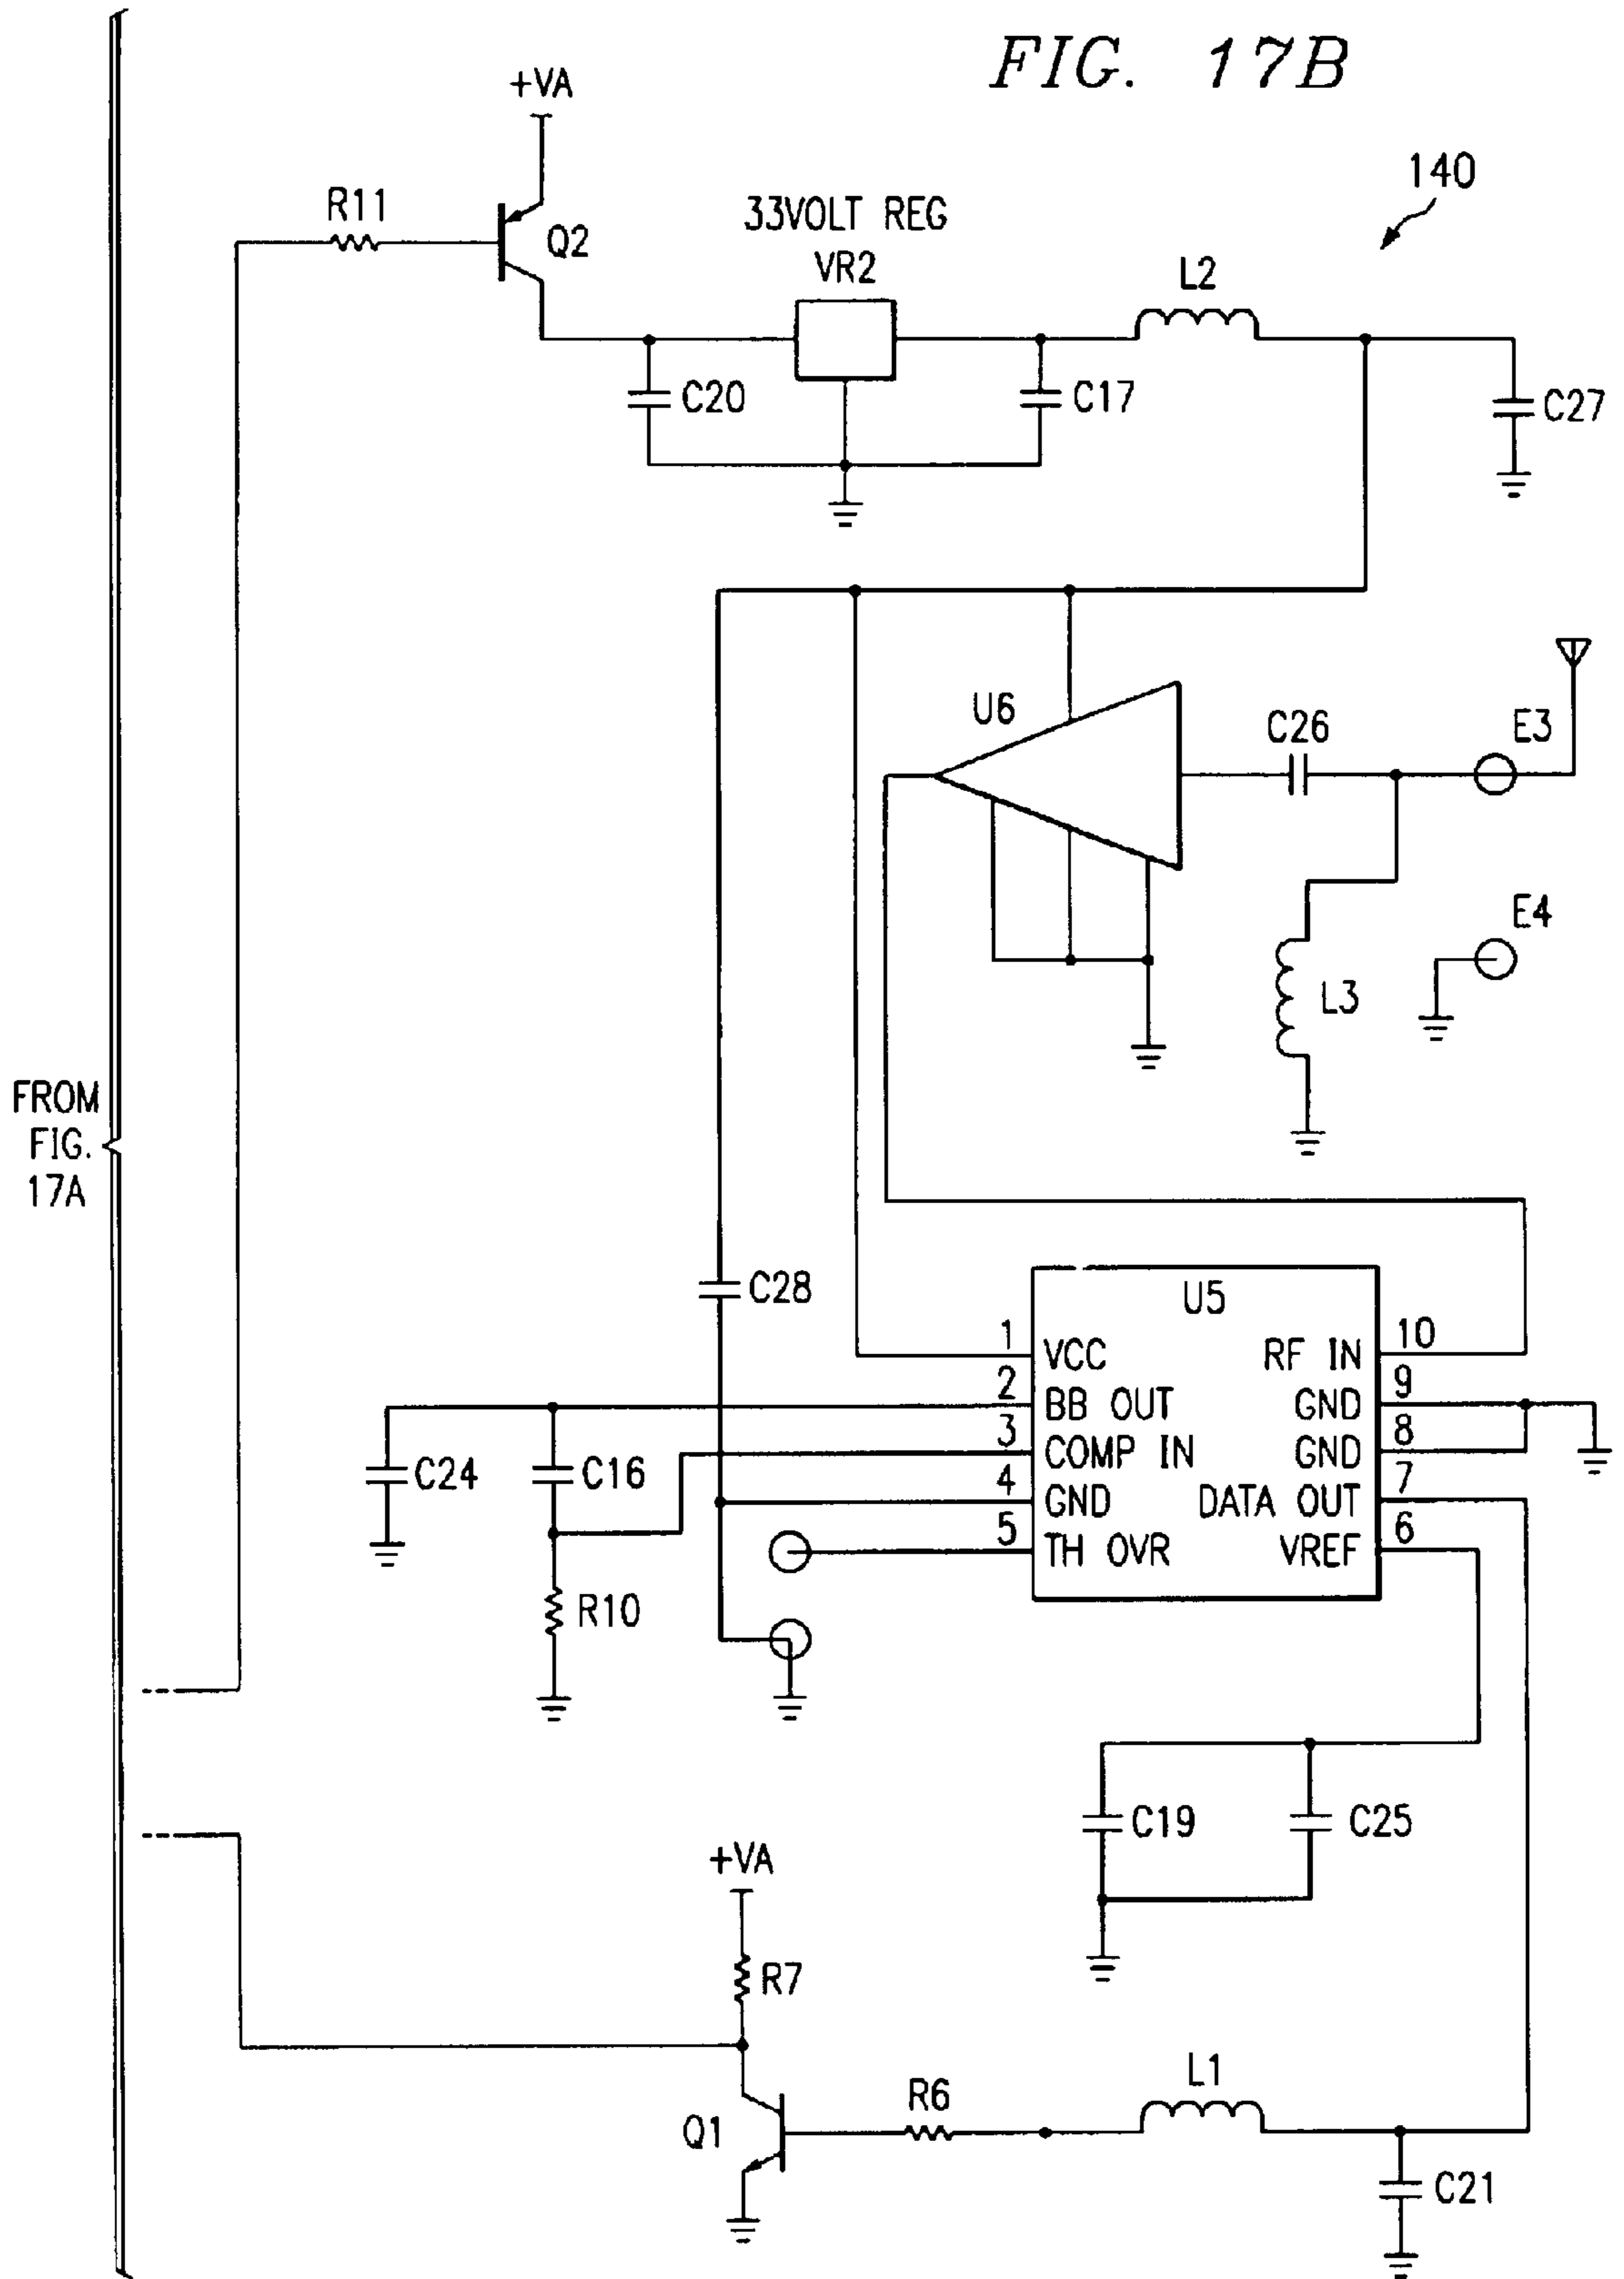 FIG. 17B
+VA
140
R11
Q2
33VOLT REG
VR2
L2
C20
C17
C27
U6
C26
E3
E4
L3
FROM
FIG.
17A
C28
U5
1 VCC
RF IN 10
2 BB OUT
GND 9
3 COMP IN
GND 8
4 GND
DATA OUT 7
5 TH OVR
VREF 6
C24
C16
R10
C19
C25
+VA
R7
L1
R6
Q1
C21